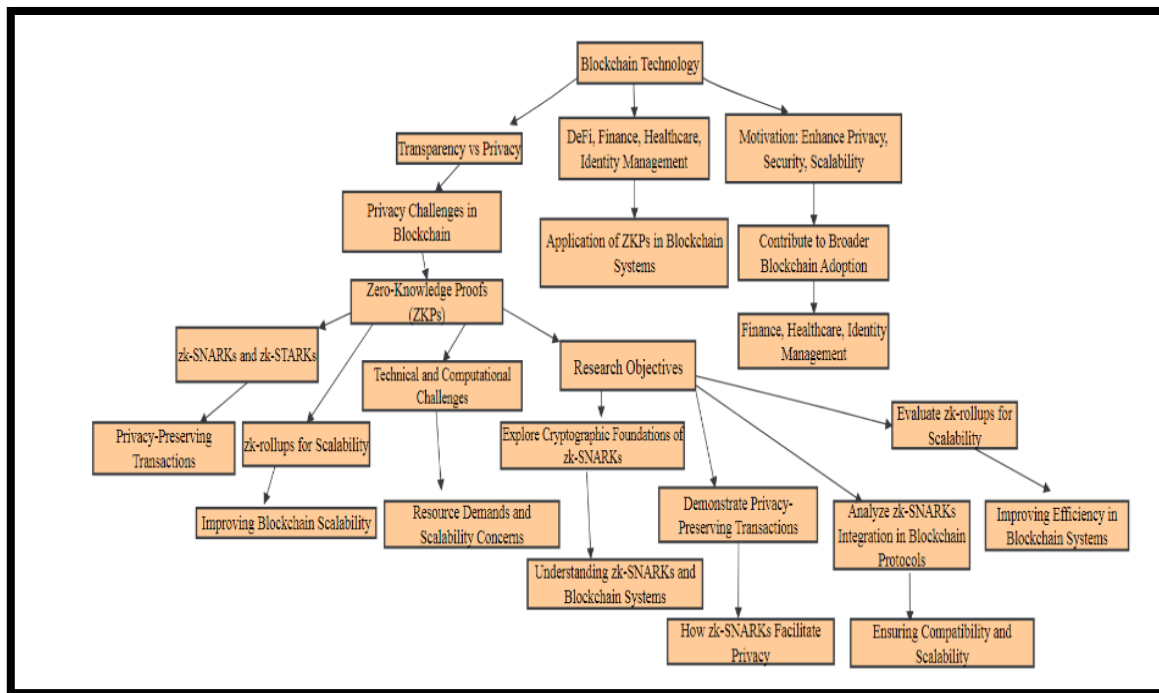 Blockchain Technology
Transparency vs Privacy
DeFi, Finance, Healthcare,
Identity Management
Motivation: Enhance Privacy,
Security, Scalability
Privacy Challenges in
Blockchain
Application of ZKPs in Blockchain
Systems
Contribute to Broader
Blockchain Adoption
Zero-Knowledge Proofs
(ZKPs)
Finance, Healthcare, Identity
Management
zk-SNARKs and zk-STARKs
Technical and Computational
Challenges
Research Objectives
Privacy-Preserving
Transactions
zk-rollups for Scalability
Explore Cryptographic Foundations of
zk-SNARKs
Evaluate zk-rollups for
Scalability
Improving Blockchain Scalability
Resource Demands and
Scalability Concerns
Demonstrate Privacy-
Preserving Transactions
Analyze zk-SNARKs
Integration in Blockchain
Protocols
Improving Efficiency in
Blockchain Systems
Understanding zk-SNARKs and
Blockchain Systems
How zk-SNARKs Facilitate
Privacy
Ensuring Compatibility and
Scalability